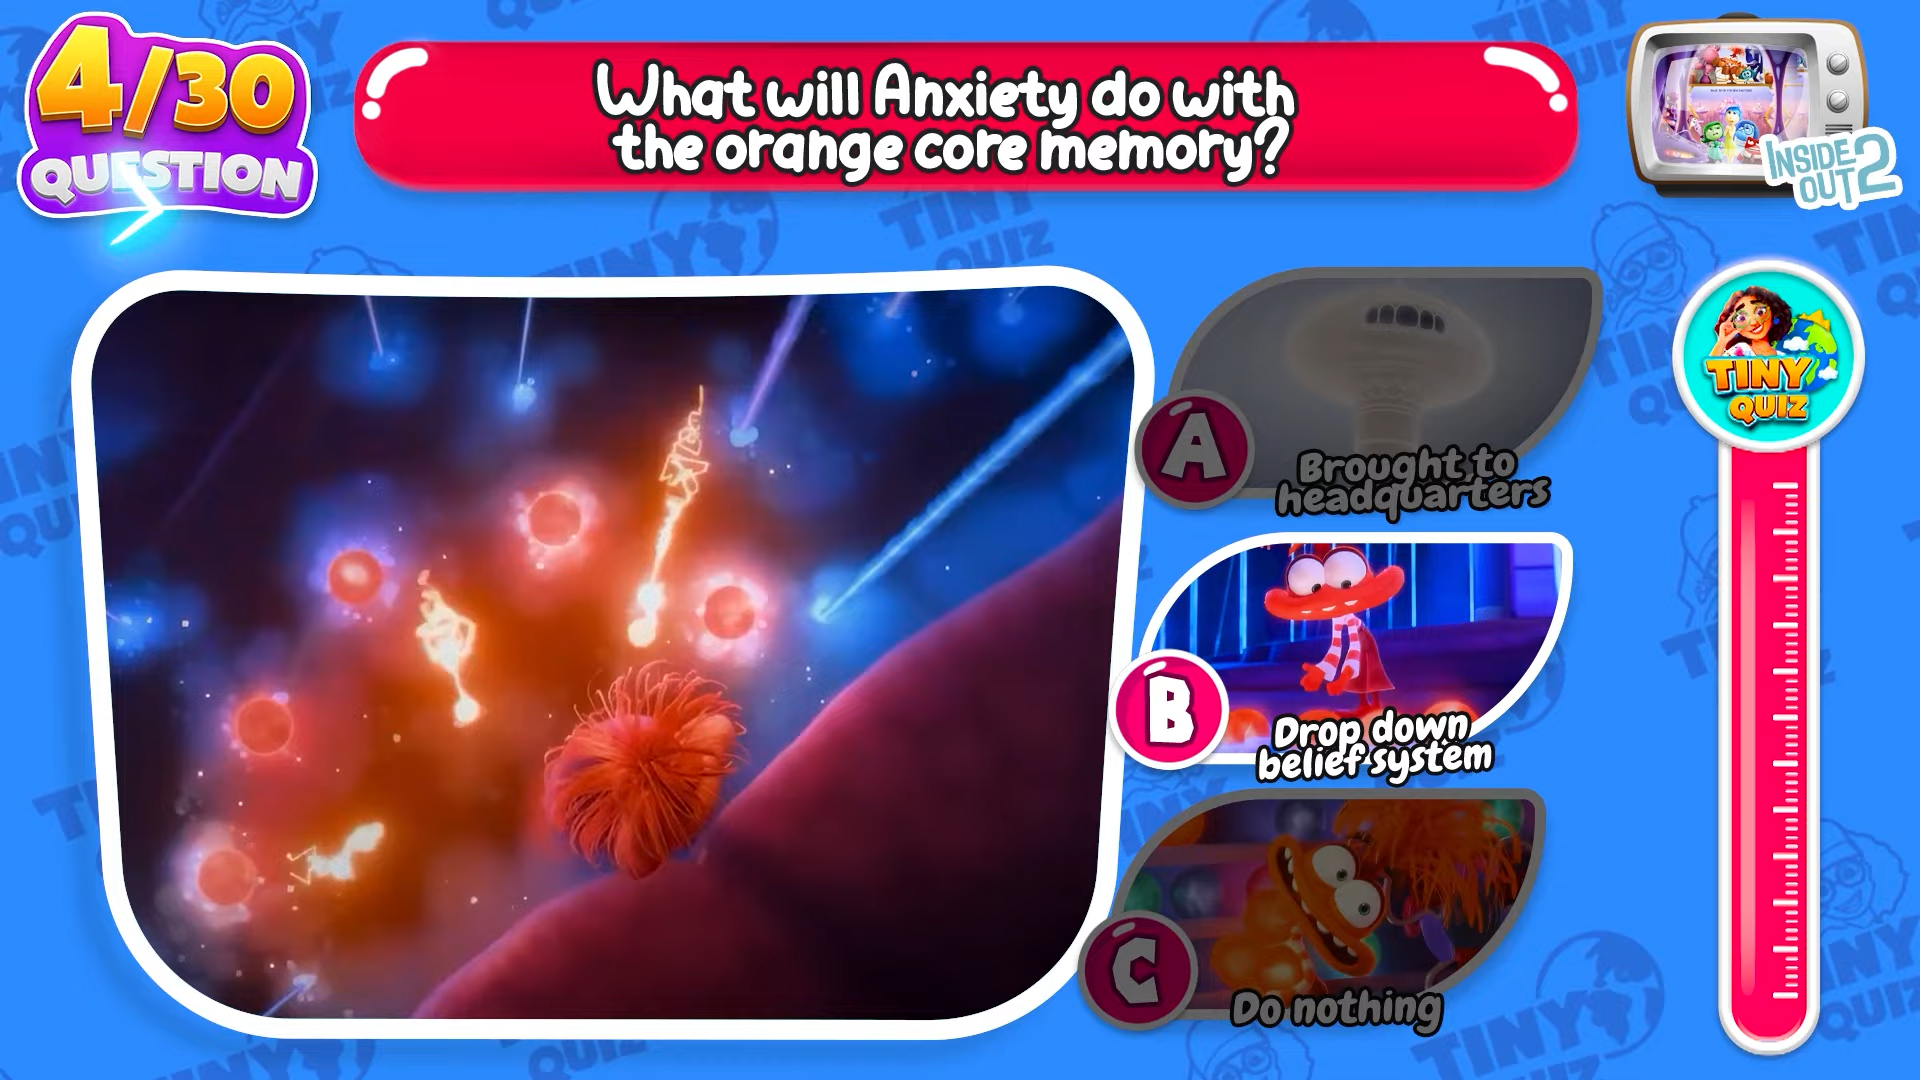 4/30
QUESTION
What will Anxiety do with
the orange core memory?
INSIDE
OUT 2
TINY
QUIZ
A
Brought to
headquarters
B
Drop down
belief system
C
Do nothing